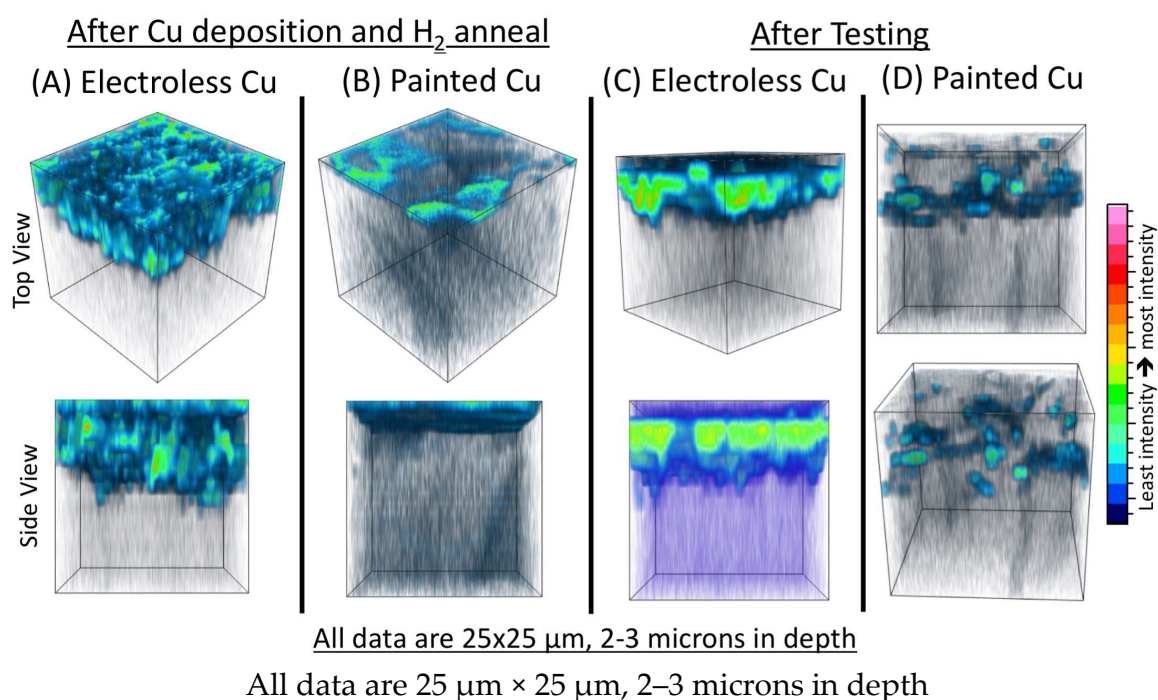 After Cu deposition and H2 anneal
After Testing
(A) Electroless Cu
(B) Painted Cu
(C) Electroless Cu
(D) Painted Cu
Top View
Side View
Least intensity ➔ most intensity
All data are 25x25 µm, 2-3 microns in depth
All data are 25 µm × 25 µm, 2–3 microns in depth